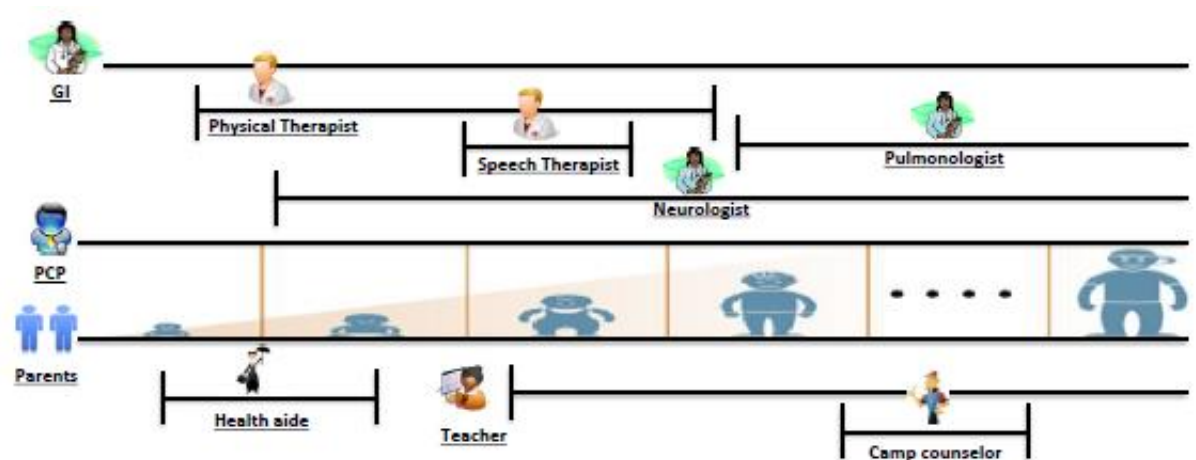 GI
Physical Therapist
Speech Therapist
Pulmonologist
Neurologist
PCP
Parents
Health aide
Teacher
Camp counselor